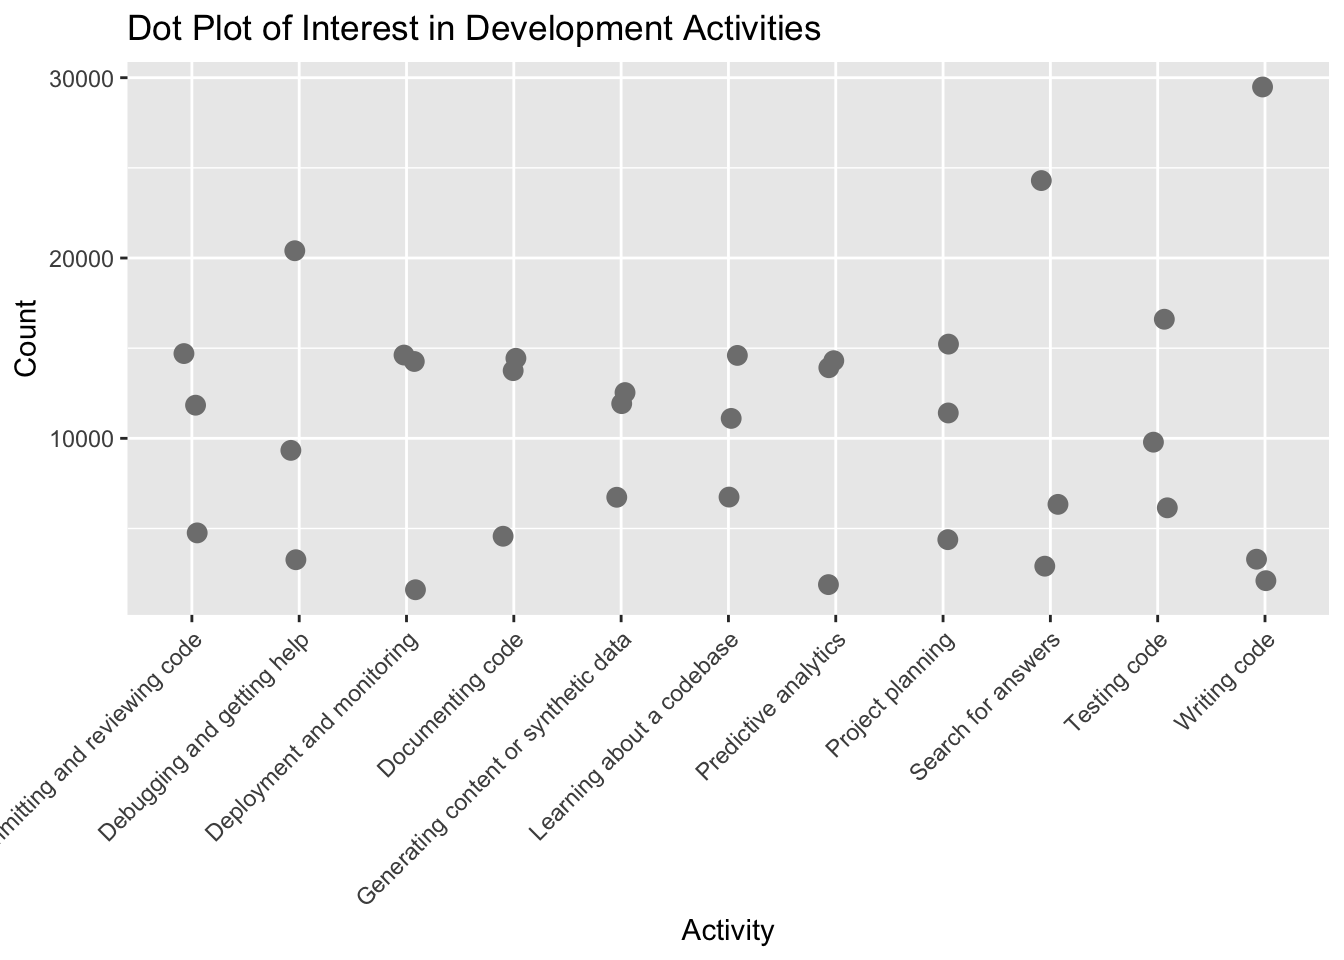 Dot Plot of Interest in Development Activities
Count
30000
20000
10000
and reviewing code
Debugging and getting help
Deployment and monitoring
Documenting code
Generating content or synthetic data
Learning about a codebase
Predictive analytics
Project planning
Search for answers
Testing code
Writing code
Activity